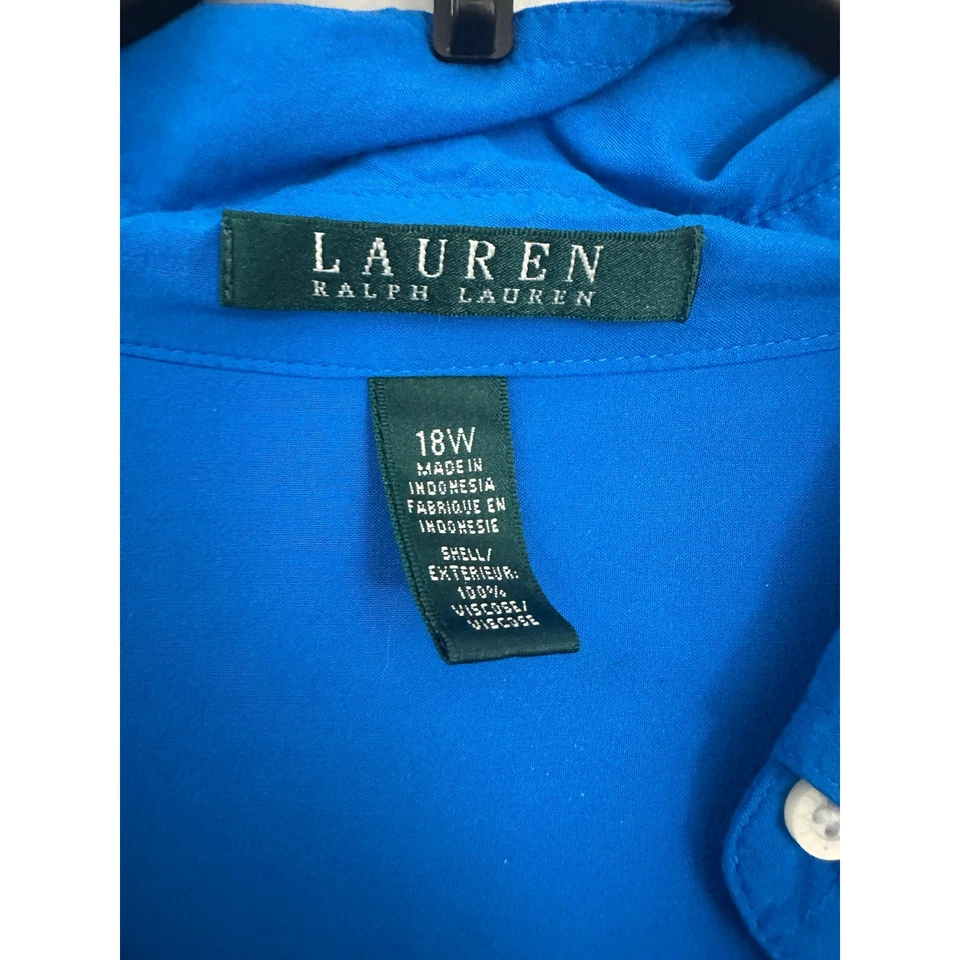 LAUREN
RALPH LAUREN
18W
MADE IN
INDONESIA
FABRIQUE EN
INDONESIE
SHELL/
EXTERIEUR:
100%
VISCOSE/
VISCOSE